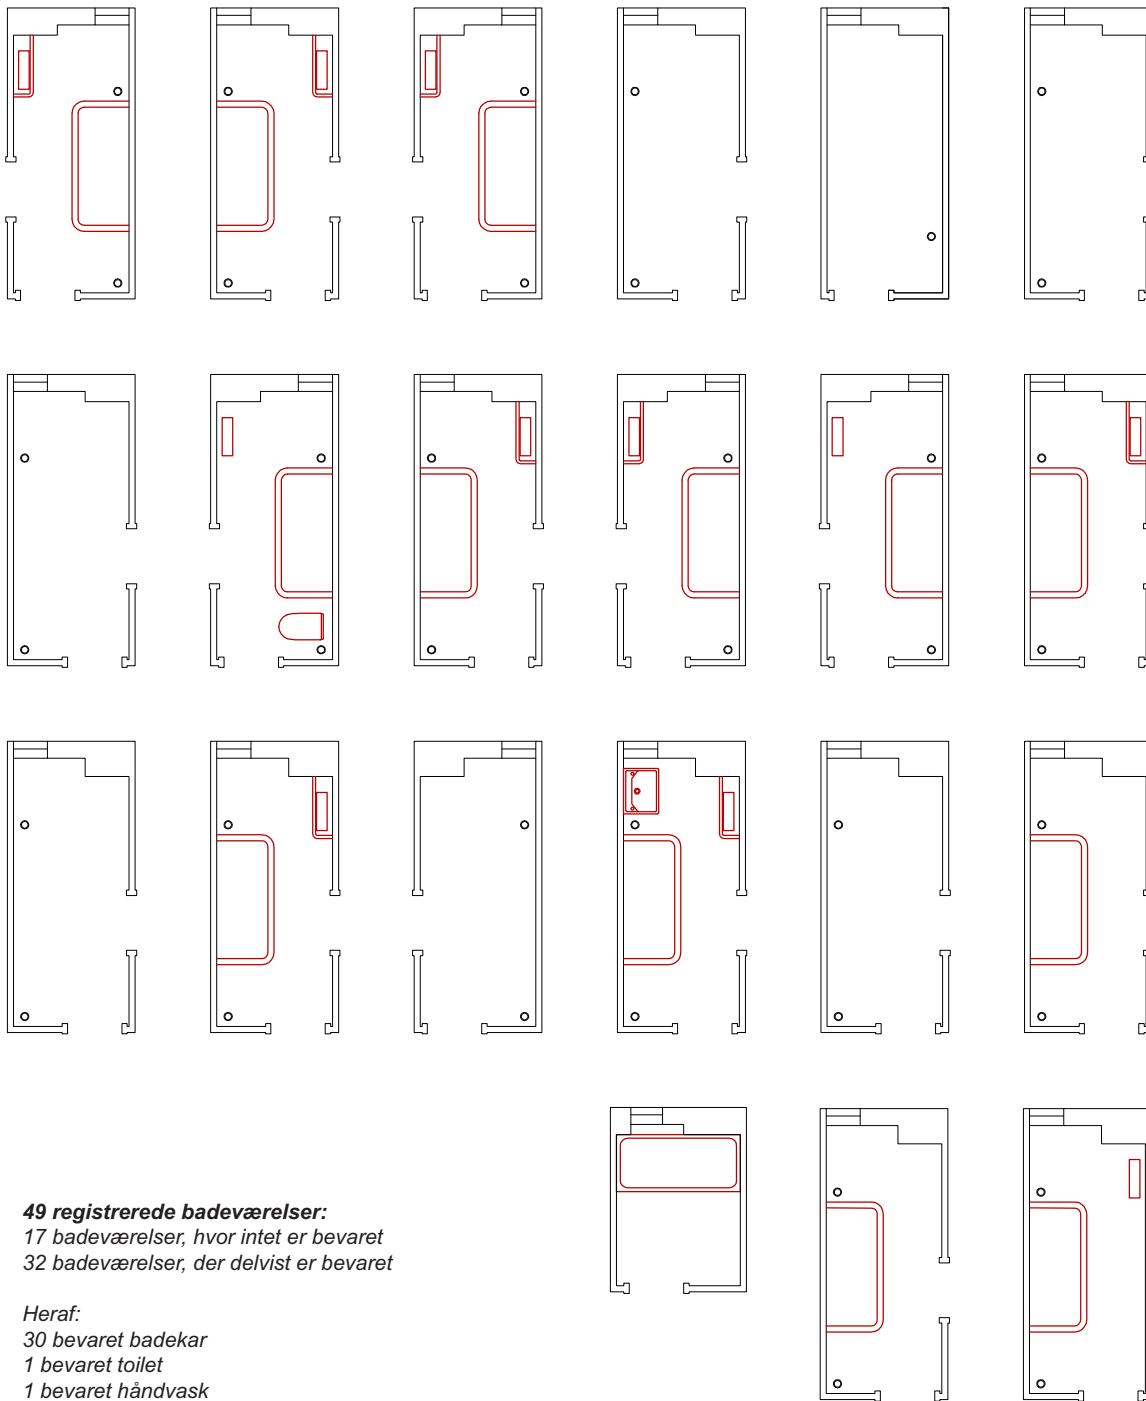 49 registrerede badeværelser:
17 badeværelser, hvor intet er bevaret
32 badeværelser, der delvist er bevaret
Heraf:
30 bevaret badekar
1 bevaret toilet
1 bevaret håndvask